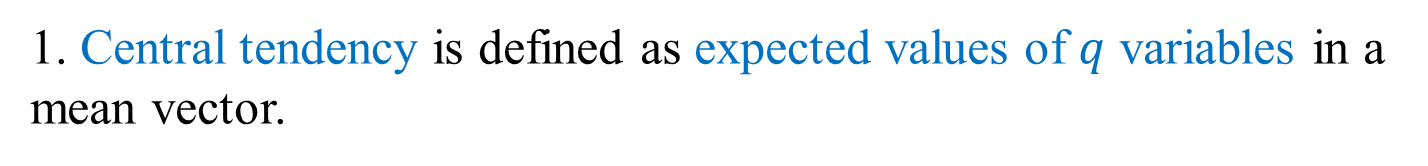 1. Central tendency is defined as expected values of q variables in a
mean vector.